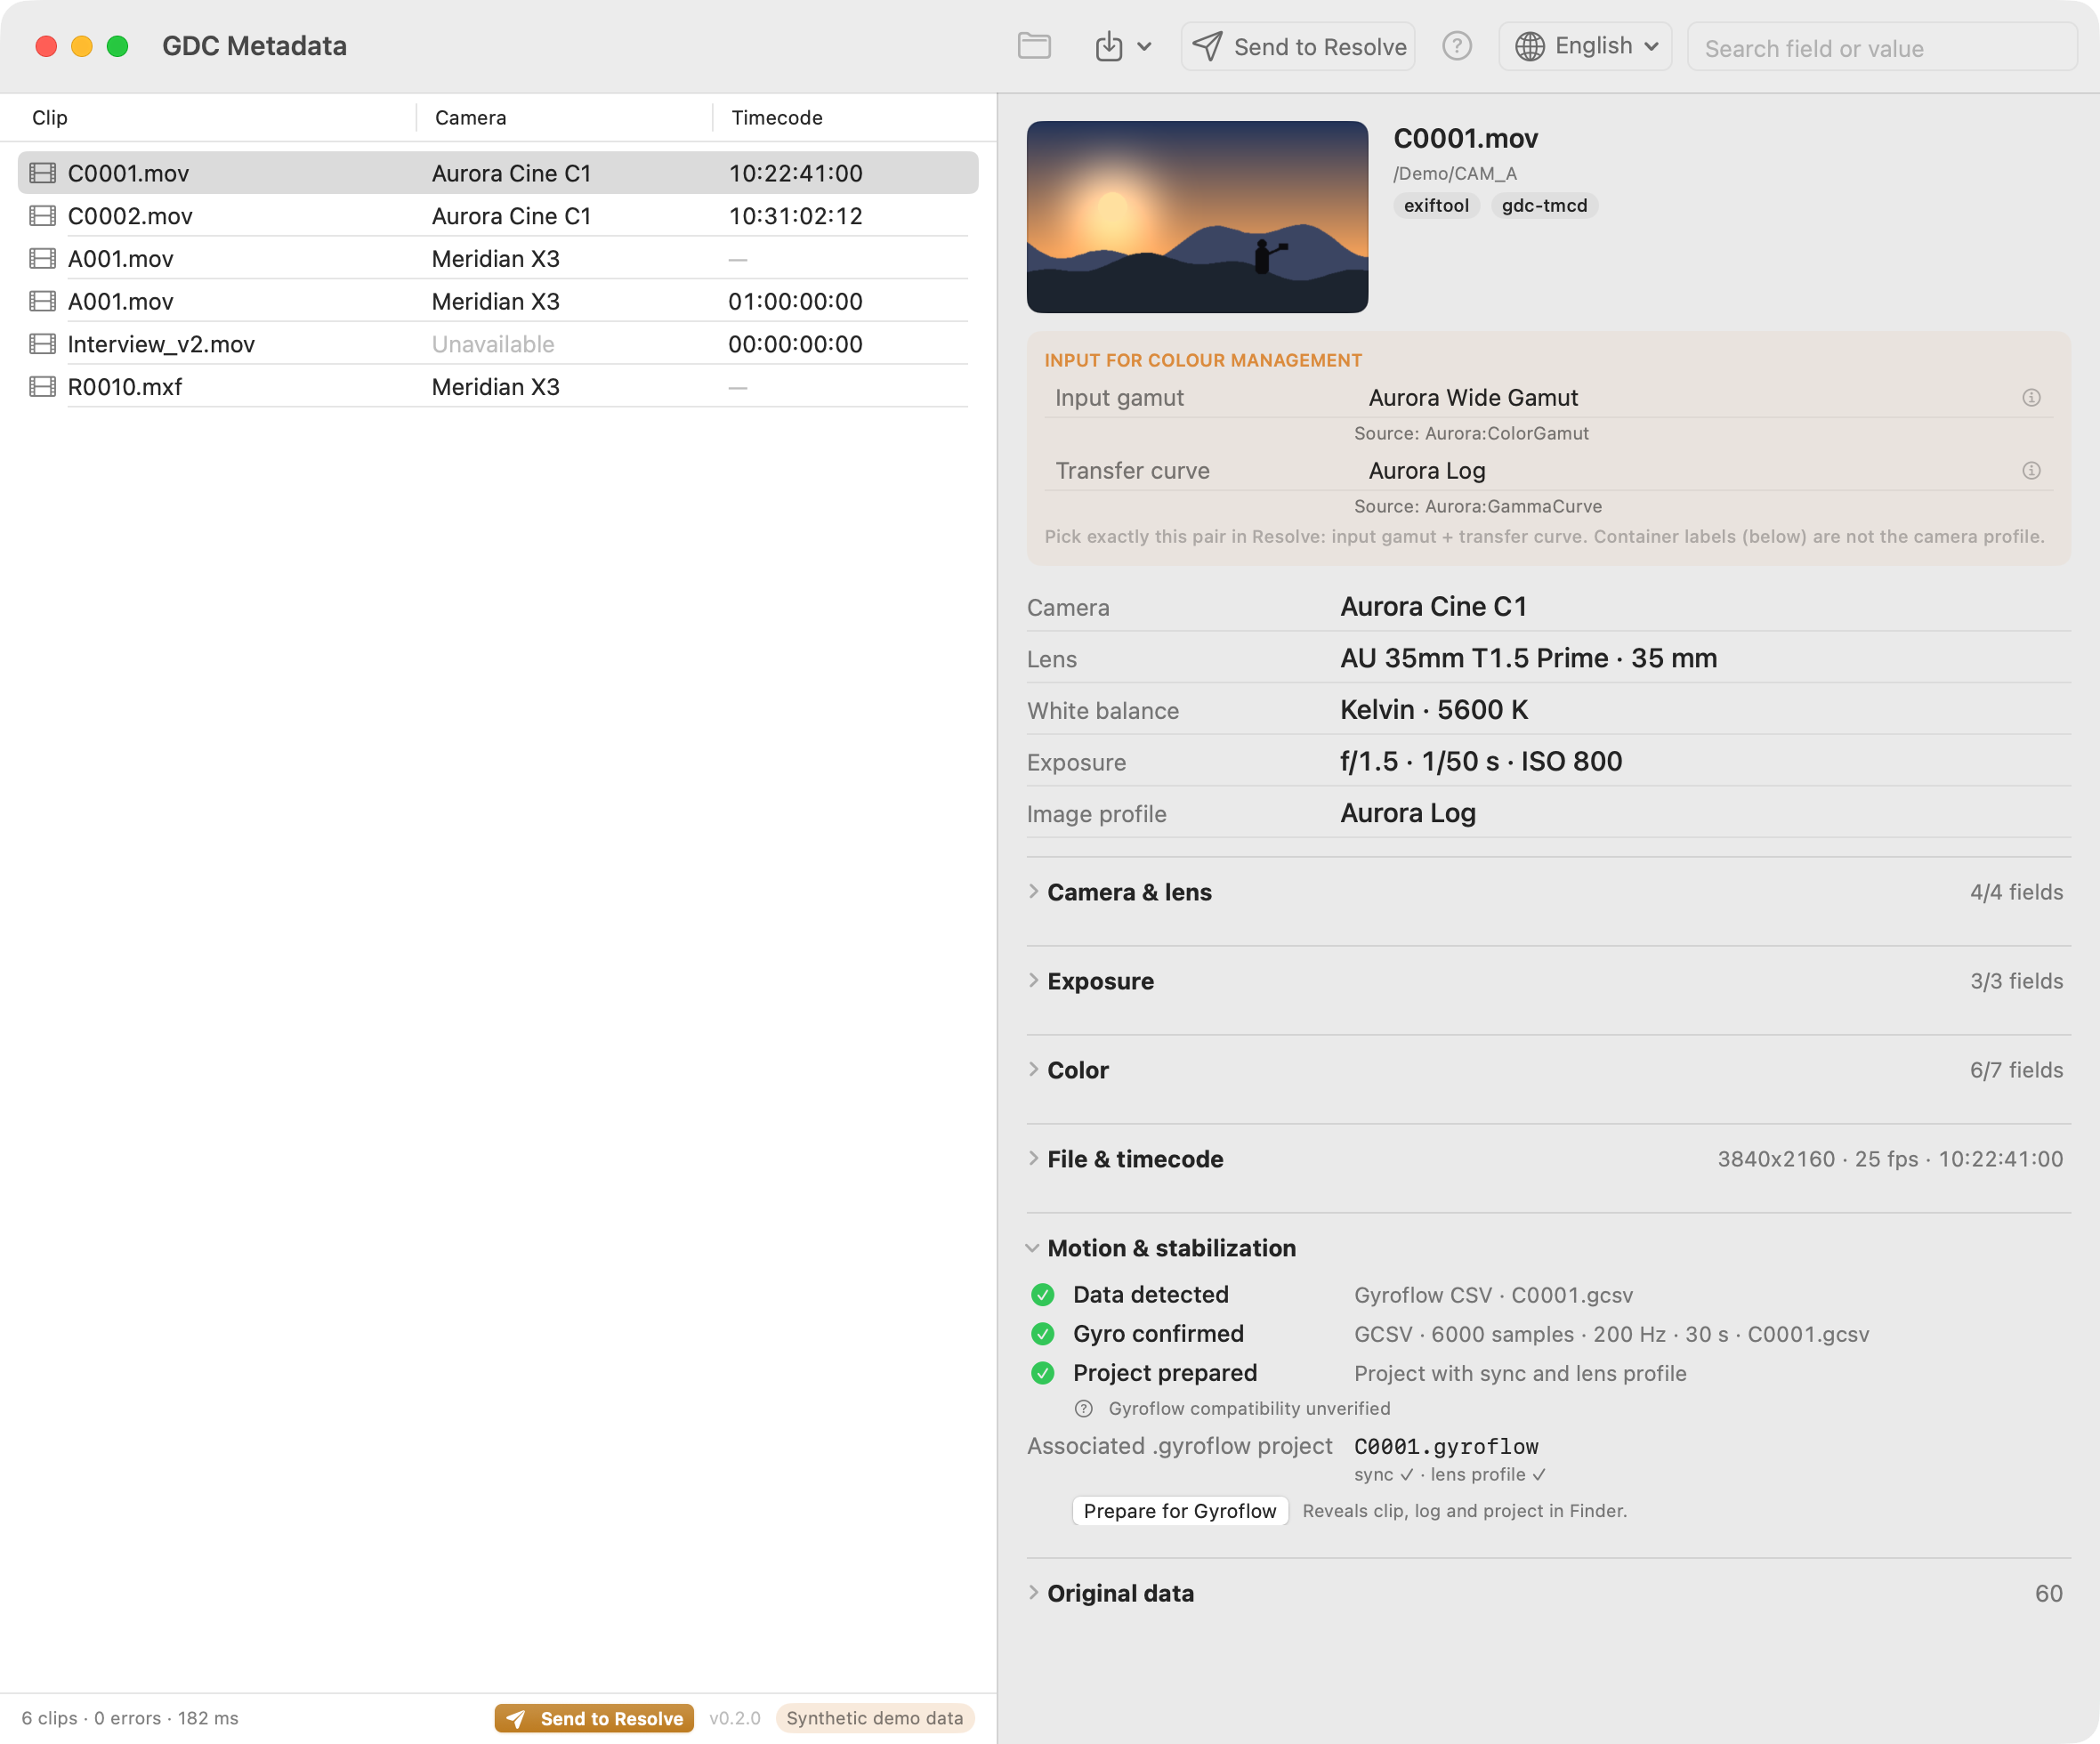 GDC Metadata
Send to Resolve
English
Search field or value
Clip Camera Timecode
C0001.mov Aurora Cine C1 10:22:41:00
C0002.mov Aurora Cine C1 10:31:02:12
A001.mov Meridian X3 —
A001.mov Meridian X3 01:00:00:00
Interview_v2.mov Unavailable 00:00:00:00
R0010.mxf Meridian X3 —
6 clips · 0 errors · 182 ms
Send to Resolve
v0.2.0
Synthetic demo data
C0001.mov
/Demo/CAM_A
exiftool gdc-tmcd
INPUT FOR COLOUR MANAGEMENT
Input gamut Aurora Wide Gamut
Source: Aurora:ColorGamut
Transfer curve Aurora Log
Source: Aurora:GammaCurve
Pick exactly this pair in Resolve: input gamut + transfer curve. Container labels (below) are not the camera profile.
Camera Aurora Cine C1
Lens AU 35mm T1.5 Prime · 35 mm
White balance Kelvin · 5600 K
Exposure f/1.5 · 1/50 s · ISO 800
Image profile Aurora Log
Camera & lens 4/4 fields
Exposure 3/3 fields
Color 6/7 fields
File & timecode 3840x2160 · 25 fps · 10:22:41:00
Motion & stabilization
Data detected Gyroflow CSV · C0001.gcsv
Gyro confirmed GCSV · 6000 samples · 200 Hz · 30 s · C0001.gcsv
Project prepared Project with sync and lens profile
Gyroflow compatibility unverified
Associated .gyroflow project C0001.gyroflow
sync ✓ · lens profile ✓
Prepare for Gyroflow Reveals clip, log and project in Finder.
Original data 60